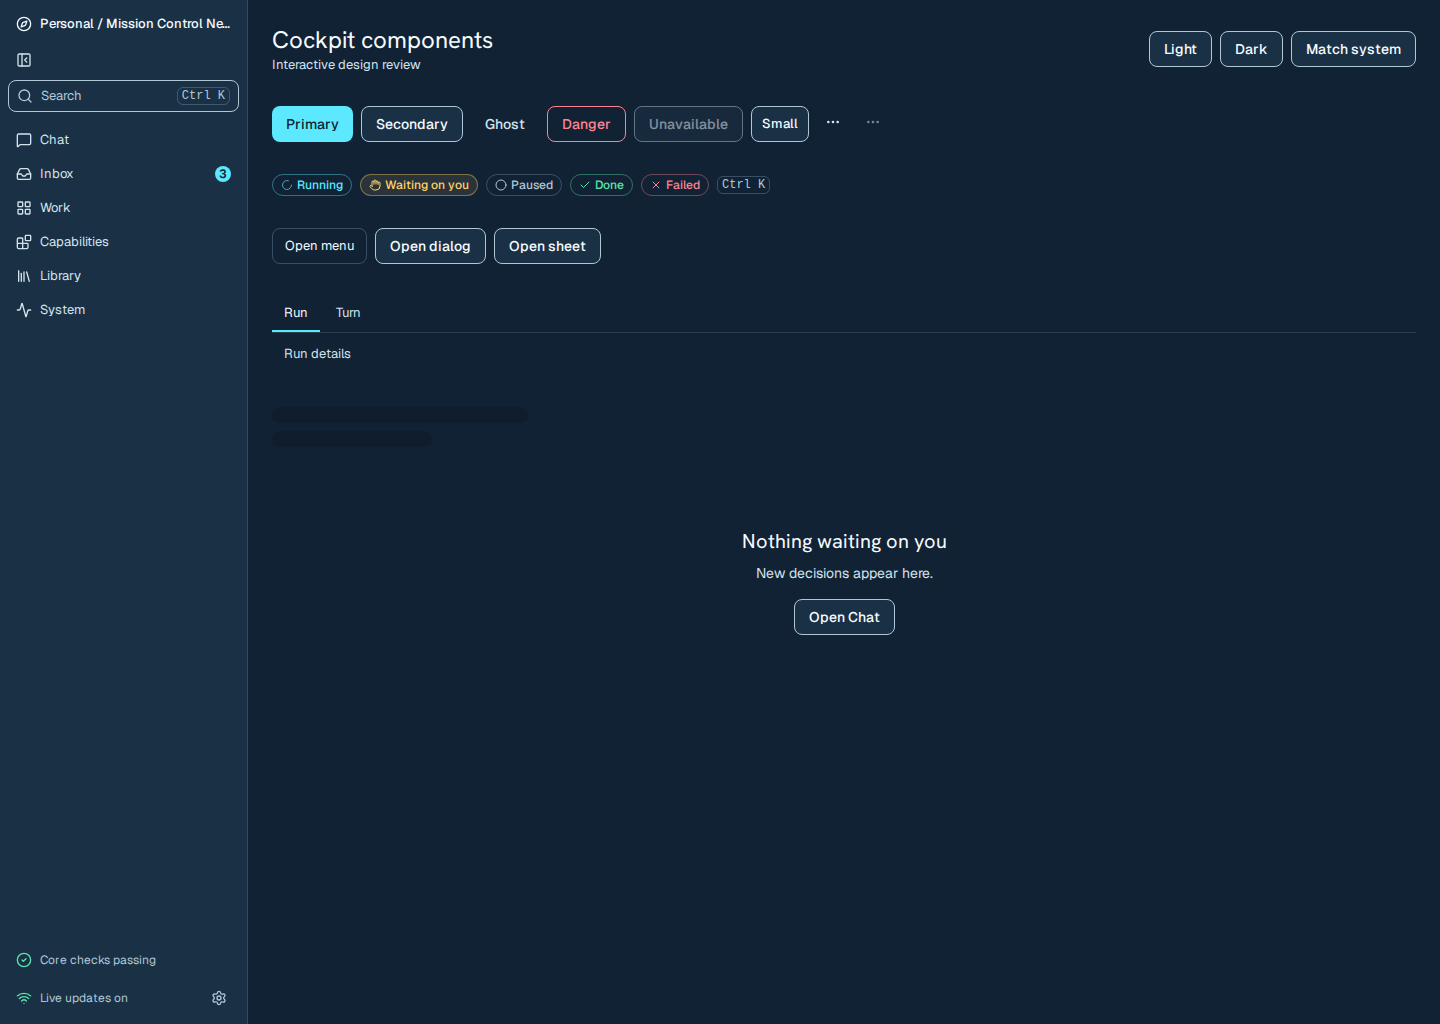 Personal / Mission Control Ne...
Search Ctrl K
Chat
Inbox 3
Work
Capabilities
Library
System
Core checks passing
Live updates on
Cockpit components
Interactive design review
Light Dark Match system
Primary Secondary Ghost Danger Unavailable Small
Running Waiting on you Paused Done Failed Ctrl K
Open menu Open dialog Open sheet
Run Turn
Run details
Nothing waiting on you
New decisions appear here.
Open Chat